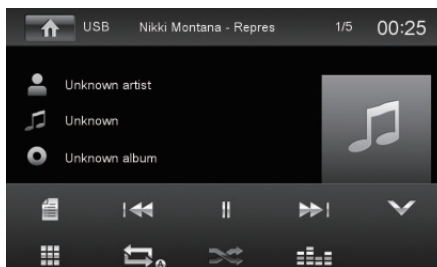 USB Nikki Montana - Repres 1/5 00:25
Unknown artist
Unknown
Unknown album
A